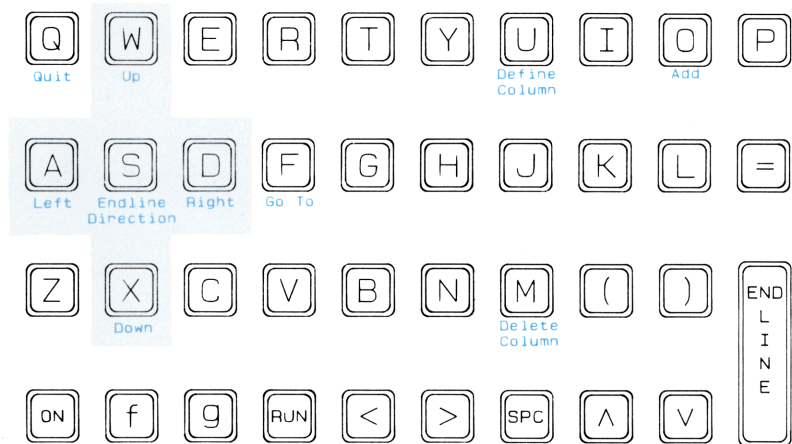 Q W E R T Y U I O P
Quit Up Define Add
Column
A S D F G H J K L =
Left Endline Right Go To
Direction
Z X C V B N M ( ) END
LINE
Down Delete
Column
ON f g RUN < > SPC Λ V